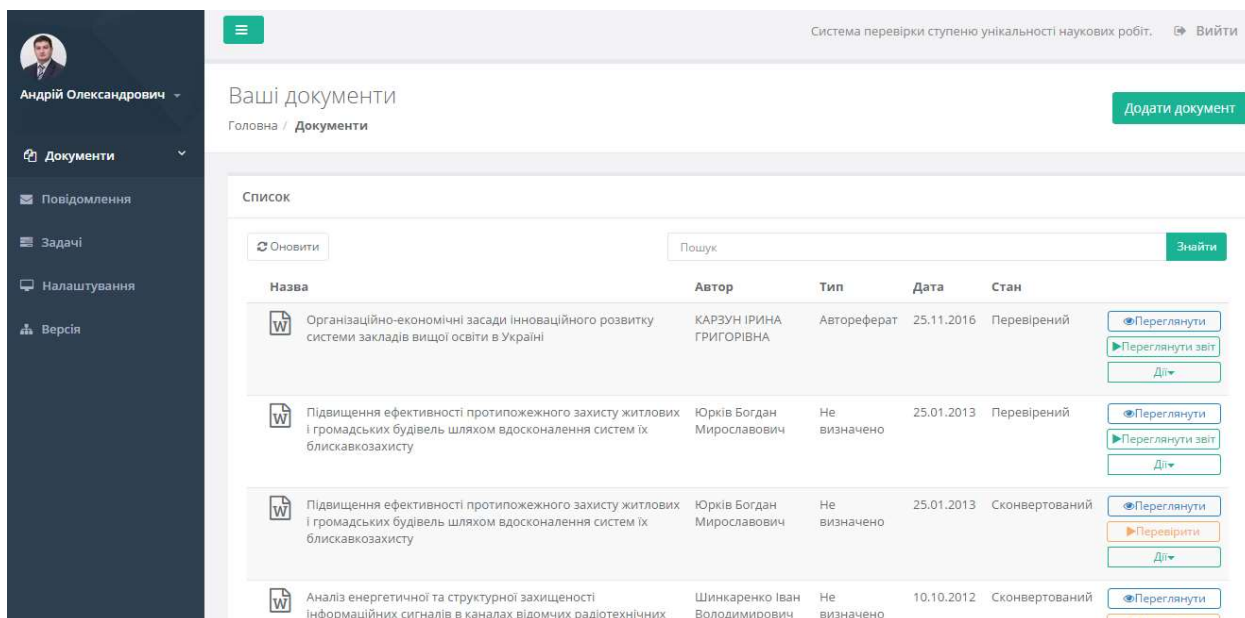 Система перевірки ступеню унікальності наукових робіт. Вийти
Андрій Олександрович
Ваші документи
Головна / Документи
Додати документ
Документи
Повідомлення
Задачі
Налаштування
Версія
Список
Оновити
Пошук
Знайти
Назва Автор Тип Дата Стан
Організаційно-економічні засади інноваційного розвитку
системи закладів вищої освіти в Україні
КАРЗУН ІРИНА
ГРИГОРІВНА
Автореферат
25.11.2016
Перевірений
Переглянути
Переглянути звіт
Дії
Підвищення ефективності протипожежного захисту житлових
і громадських будівель шляхом вдосконалення систем їх
блискавкозахисту
Юрків Богдан
Мирославович
Не
визначено
25.01.2013
Перевірений
Переглянути
Переглянути звіт
Дії
Підвищення ефективності протипожежного захисту житлових
і громадських будівель шляхом вдосконалення систем їх
блискавкозахисту
Юрків Богдан
Мирославович
Не
визначено
25.01.2013
Сконвертований
Переглянути
Перевірити
Дії
Аналіз енергетичної та структурної захищеності
інформаційних сигналів в каналах відомчих радіотехнічних
Шинкаренко Іван
Володимирович
Не
визначено
10.10.2012
Сконвертований
Переглянути